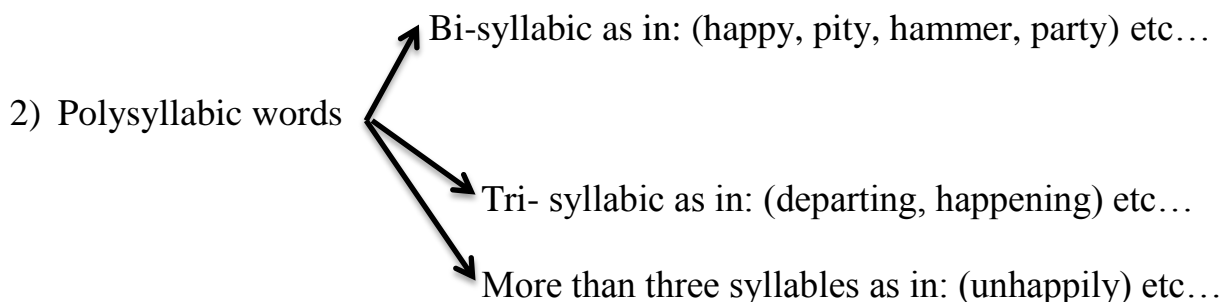 Bi-syllabic as in: (happy, pity, hammer, party) etc…
2) Polysyllabic words
Tri- syllabic as in: (departing, happening) etc…
More than three syllables as in: (unhappily) etc…